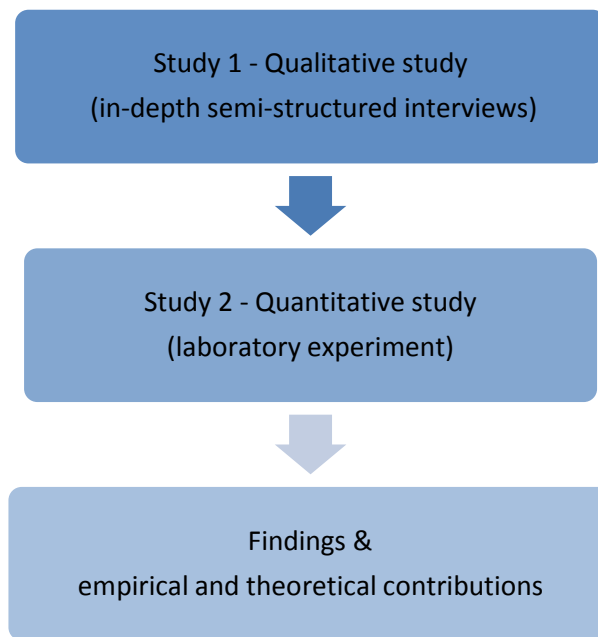 Study 1 - Qualitative study
(in-depth semi-structured interviews)
Study 2 - Quantitative study
(laboratory experiment)
Findings &
empirical and theoretical contributions